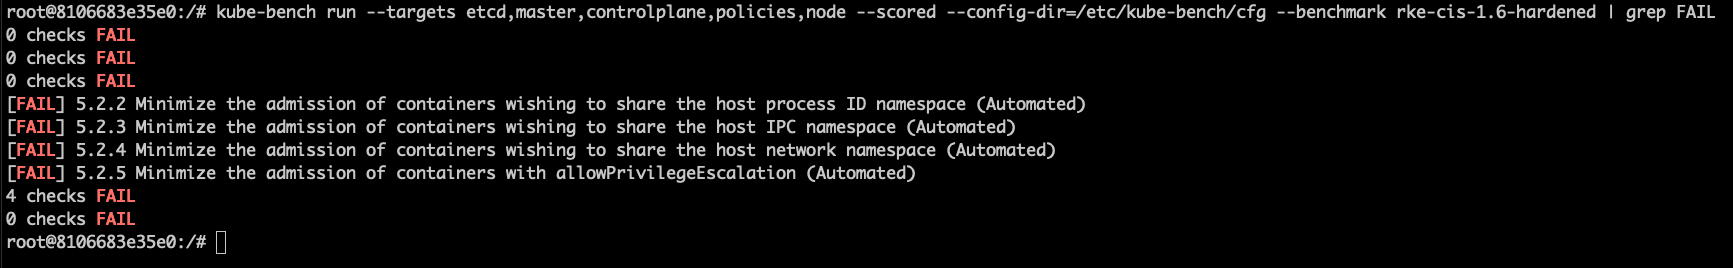 root@8106683e35e0:/# kube-bench run --targets etcd,master,controlplane,policies,node --scored --config-dir=/etc/kube-bench/cfg --benchmark rke-cis-1.6-hardened | grep FAIL
0 checks FAIL
0 checks FAIL
0 checks FAIL
[FAIL] 5.2.2 Minimize the admission of containers wishing to share the host process ID namespace (Automated)
[FAIL] 5.2.3 Minimize the admission of containers wishing to share the host IPC namespace (Automated)
[FAIL] 5.2.4 Minimize the admission of containers wishing to share the host network namespace (Automated)
[FAIL] 5.2.5 Minimize the admission of containers with allowPrivilegeEscalation (Automated)
4 checks FAIL
0 checks FAIL
root@8106683e35e0:/#